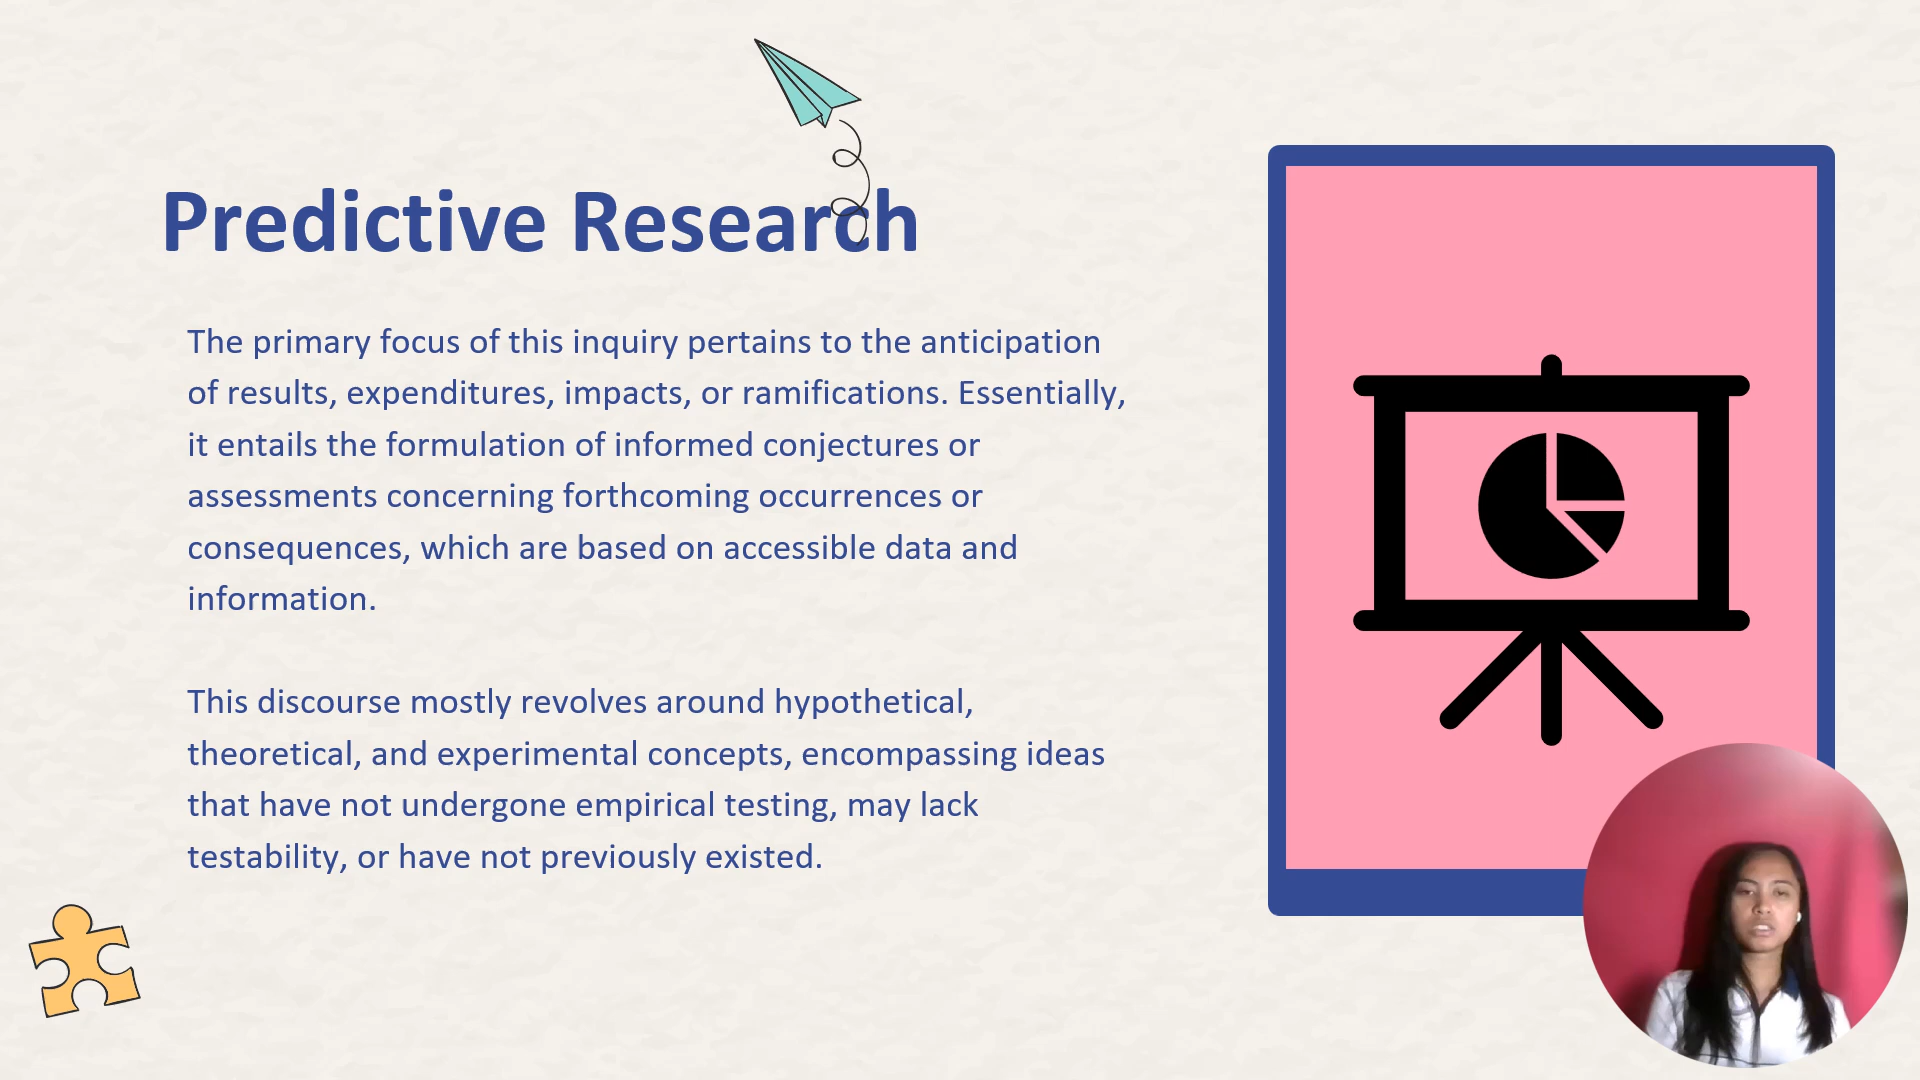 Predictive Research
The primary focus of this inquiry pertains to the anticipation
of results, expenditures, impacts, or ramifications. Essentially,
it entails the formulation of informed conjectures or
assessments concerning forthcoming occurrences or
consequences, which are based on accessible data and
information.
This discourse mostly revolves around hypothetical,
theoretical, and experimental concepts, encompassing ideas
that have not undergone empirical testing, may lack
testability, or have not previously existed.